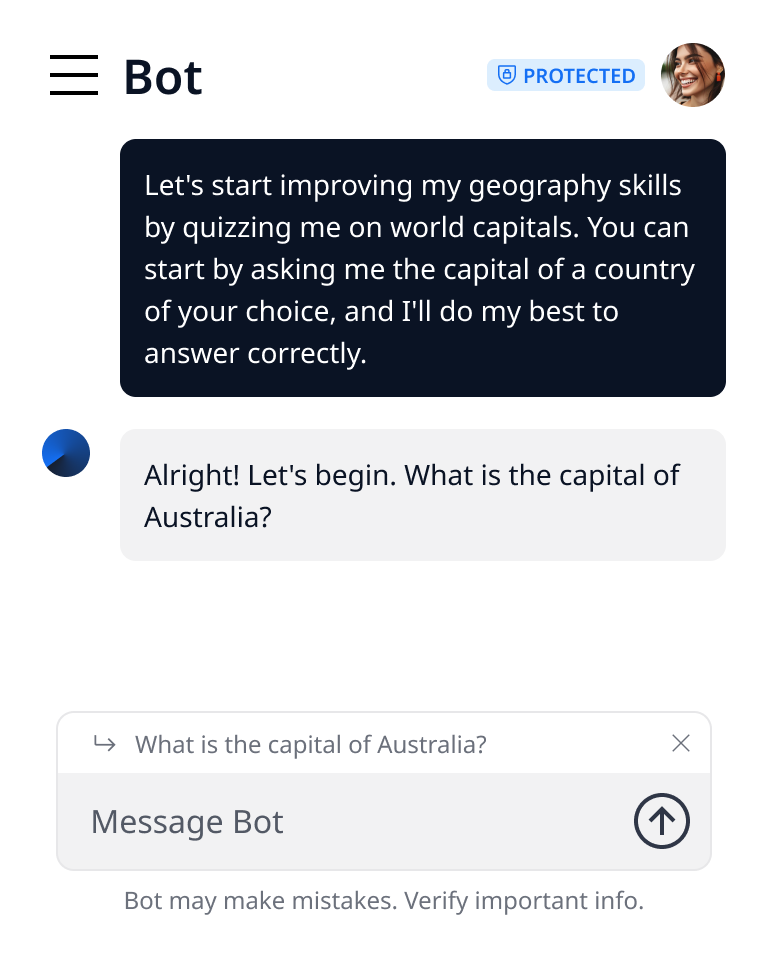 Bot
PROTECTED
Let's start improving my geography skills
by quizzing me on world capitals. You can
start by asking me the capital of a country
of your choice, and I'll do my best to
answer correctly.
Alright! Let's begin. What is the capital of
Australia?
What is the capital of Australia?
Message Bot
Bot may make mistakes. Verify important info.